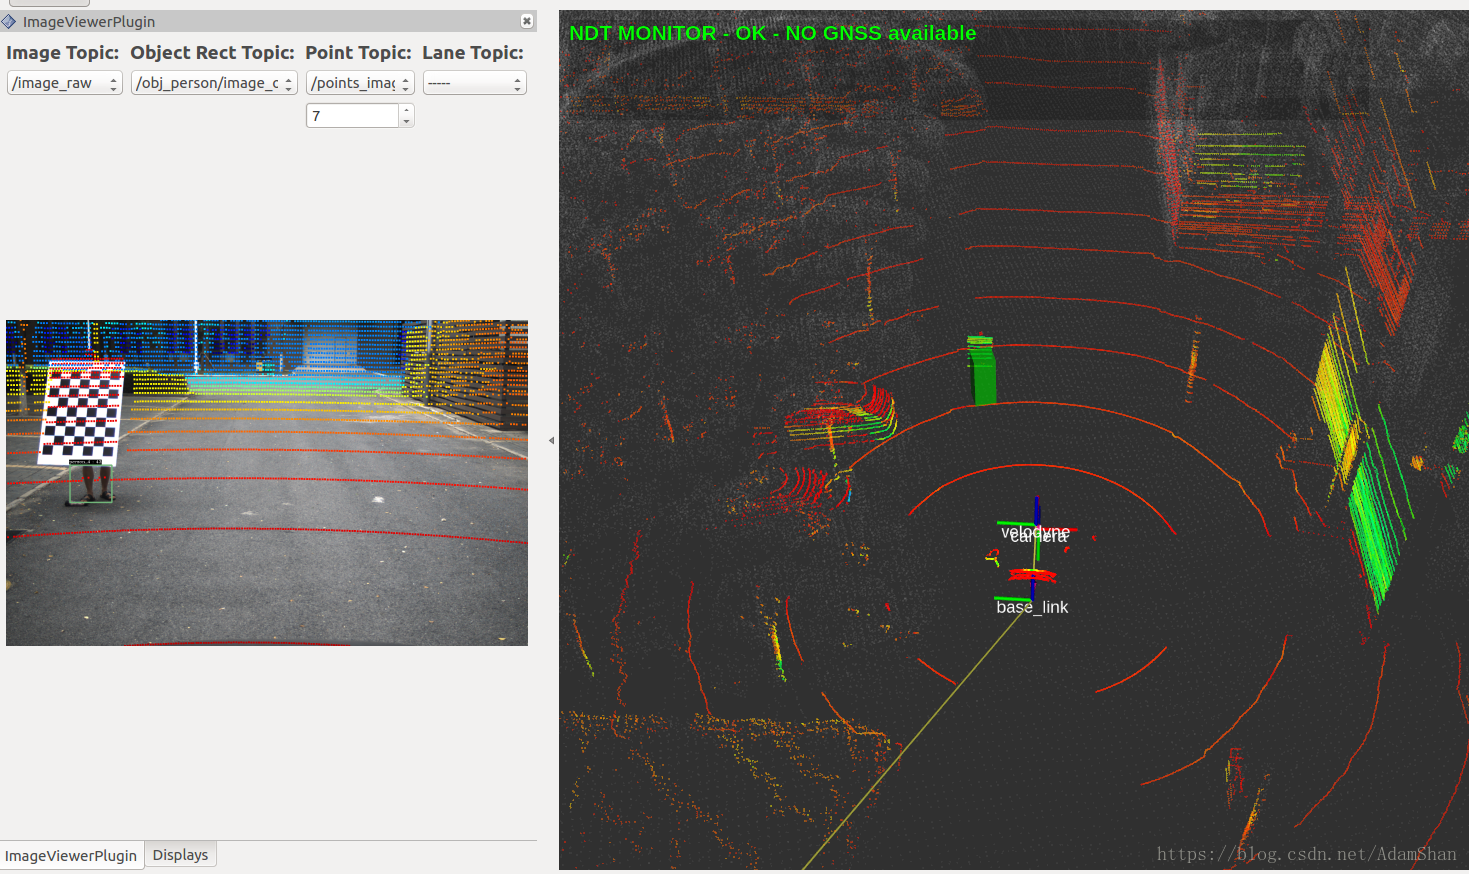 ImageViewerPlugin
Image Topic: Object Rect Topic: Point Topic: Lane Topic:
/image_raw /obj_person/image_c /points_imag -----
7
NDT MONITOR - OK - NO GNSS available
velodyne
camera
base_link
ImageViewerPlugin Displays
https://blog.csdn.net/AdamShan